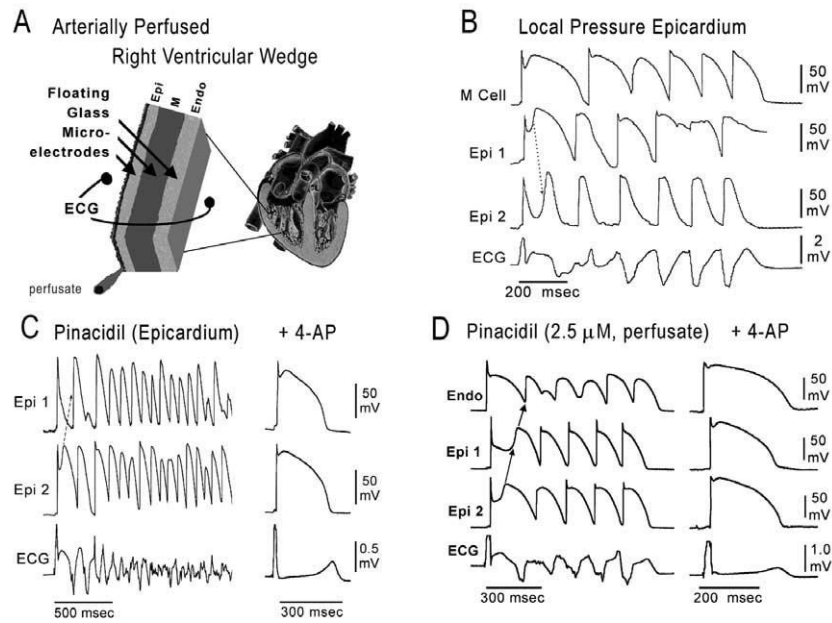 A Arterially Perfused
Right Ventricular Wedge
Floating
Glass
Micro-
electrodes
Epi
M
Endo
ECG
perfusate
B Local Pressure Epicardium
M Cell
50
mV
Epi 1
Epi 2
50
mV
ECG
2
mV
200 msec
C Pinacidil (Epicardium) + 4-AP
Epi 1
50
mV
Epi 2
50
mV
ECG
0.5
mV
500 msec
300 msec
D Pinacidil (2.5 μM, perfusate) + 4-AP
Endo
50
mV
Epi 1
50
mV
Epi 2
50
mV
ECG
1.0
mV
300 msec
200 msec